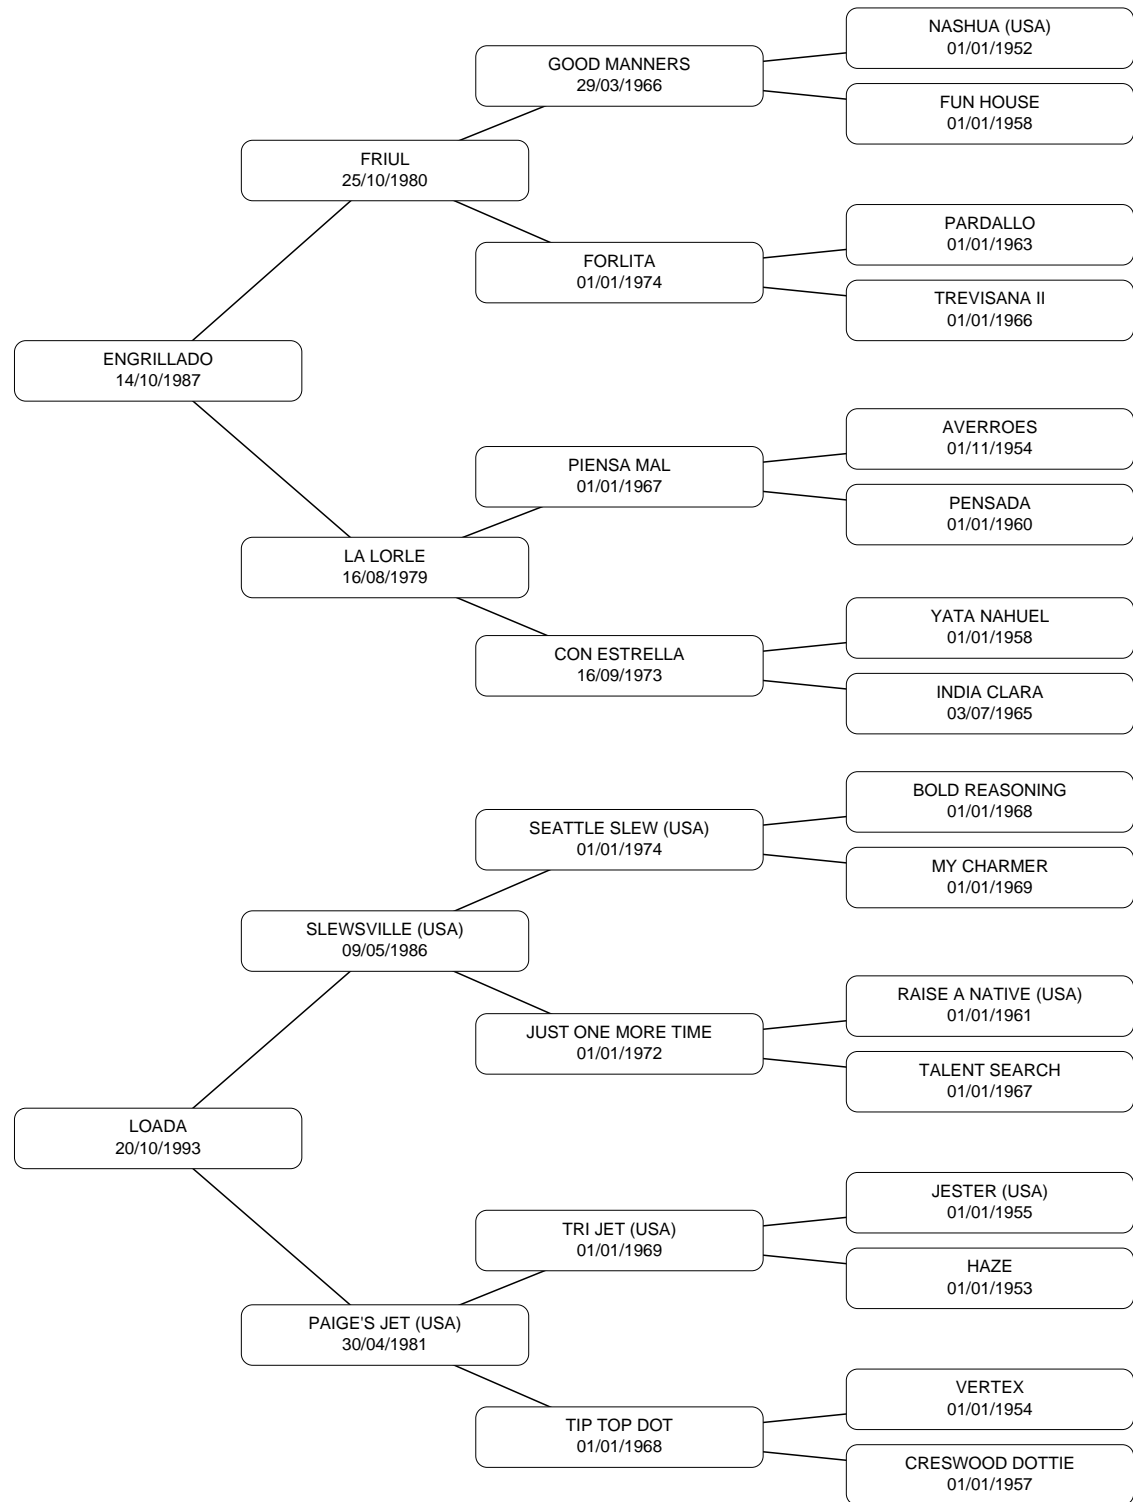 NASHUA (USA)
01/01/1952
GOOD MANNERS
29/03/1966
FUN HOUSE
01/01/1958
FRIUL
25/10/1980
PARDALLO
01/01/1963
FORLITA
01/01/1974
TREVISANA II
01/01/1966
ENGRILLADO
14/10/1987
AVERROES
01/11/1954
PIENSA MAL
01/01/1967
PENSADA
01/01/1960
LA LORLE
16/08/1979
YATA NAHUEL
01/01/1958
CON ESTRELLA
16/09/1973
INDIA CLARA
03/07/1965
BOLD REASONING
01/01/1968
SEATTLE SLEW (USA)
01/01/1974
MY CHARMER
01/01/1969
SLEWSVILLE (USA)
09/05/1986
RAISE A NATIVE (USA)
01/01/1961
JUST ONE MORE TIME
01/01/1972
TALENT SEARCH
01/01/1967
LOADA
20/10/1993
JESTER (USA)
01/01/1955
TRI JET (USA)
01/01/1969
HAZE
01/01/1953
PAIGE'S JET (USA)
30/04/1981
VERTEX
01/01/1954
TIP TOP DOT
01/01/1968
CRESWOOD DOTTIE
01/01/1957